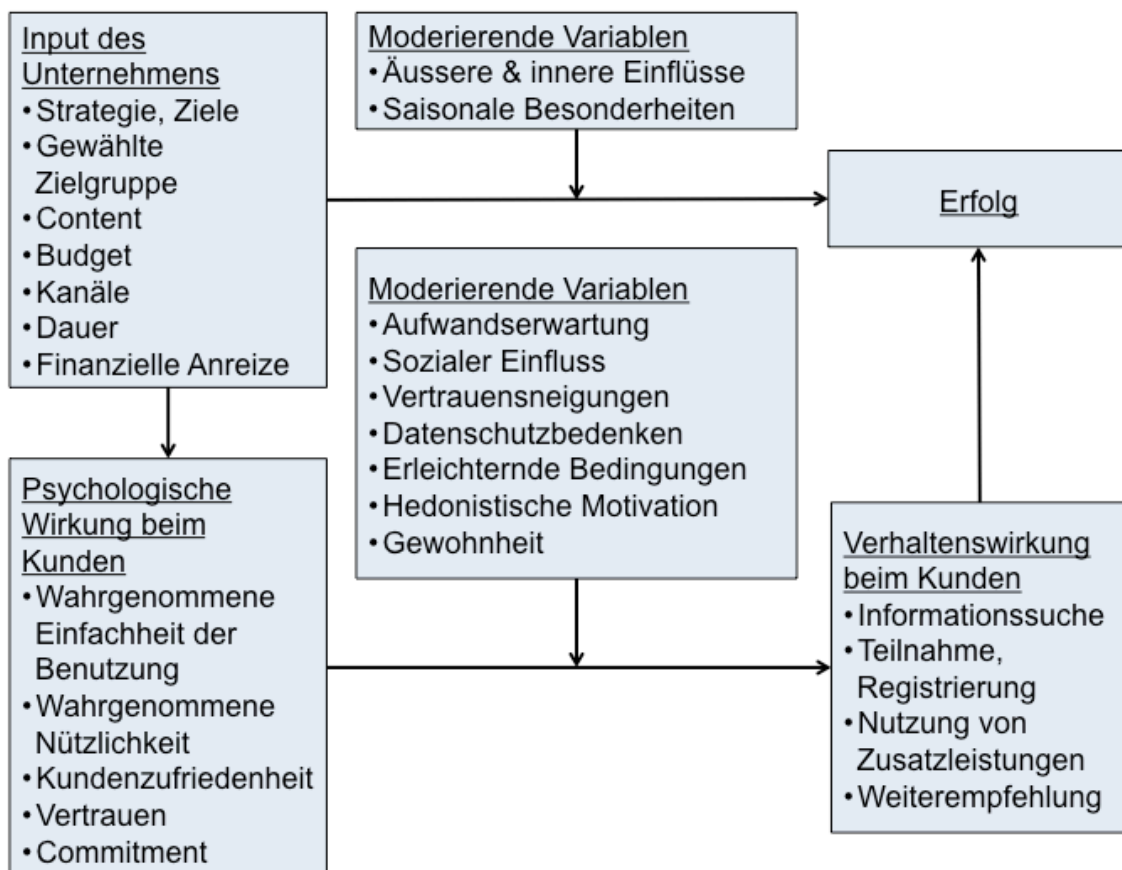 Input des
Unternehmens
• Strategie, Ziele
• Gewählte
Zielgruppe
• Content
• Budget
• Kanäle
• Dauer
• Finanzielle Anreize
Moderierende Variablen
• Äussere & innere Einflüsse
• Saisonale Besonderheiten
Erfolg
Moderierende Variablen
• Aufwandserwartung
• Sozialer Einfluss
• Vertrauensneigungen
• Datenschutzbedenken
• Erleichternde Bedingungen
• Hedonistische Motivation
• Gewohnheit
Psychologische
Wirkung beim
Kunden
• Wahrgenommene
Einfachheit der
Benutzung
• Wahrgenommene
Nützlichkeit
• Kundenzufriedenheit
• Vertrauen
• Commitment
Verhaltenswirkung
beim Kunden
• Informationssuche
• Teilnahme,
Registrierung
• Nutzung von
Zusatzleistungen
• Weiterempfehlung